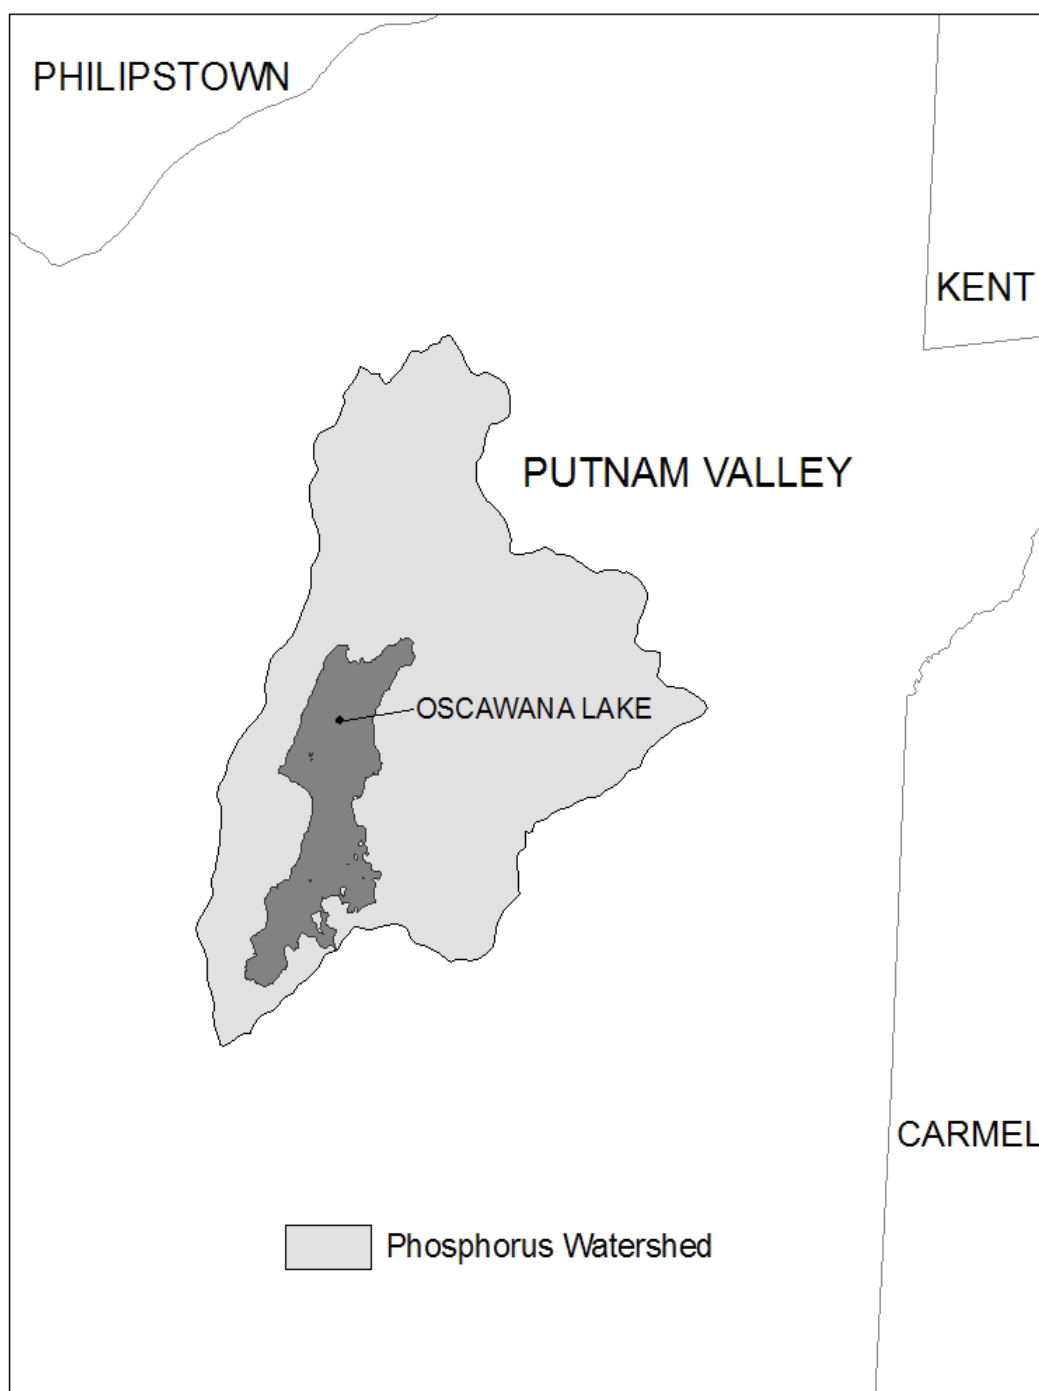 PHILIPSTOWN
KENT
PUTNAM VALLEY
OSCAWANA LAKE
CARMEL
Phosphorus Watershed